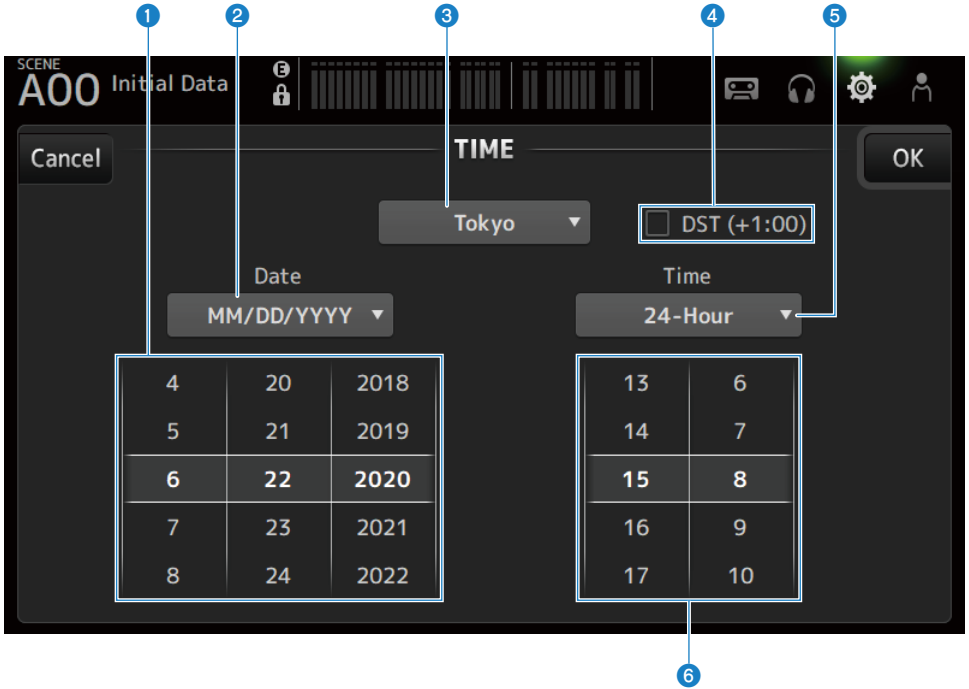 1 2 3 4 5
SCENE
A00 Initial Data E
Cancel TIME OK
Tokyo DST (+1:00)
Date Time
MM/DD/YYYY 24-Hour
4 20 2018 13 6
5 21 2019 14 7
6 22 2020 15 8
7 23 2021 16 9
8 24 2022 17 10
6